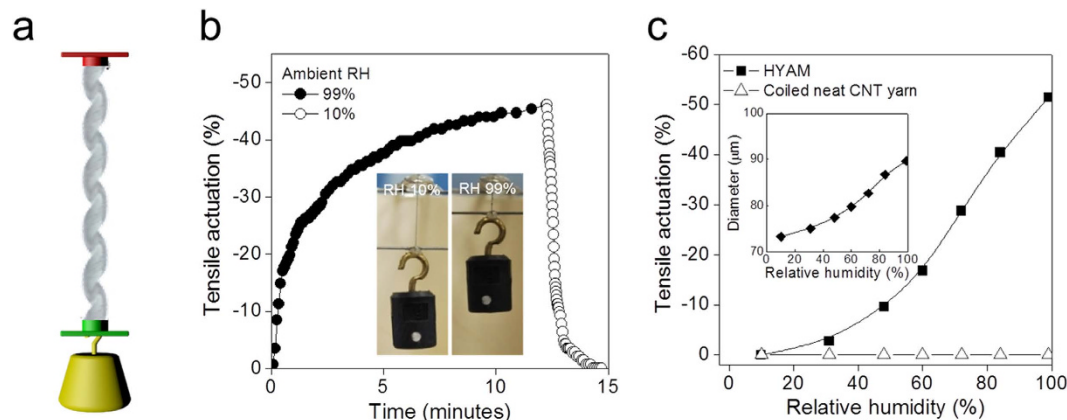 a
b
Tensile actuation (%)
-50
-40
-30
-20
-10
0
Ambient RH
99%
10%
RH 10%
RH 99%
0
5
10
15
Time (minutes)
c
Tensile actuation (%)
-60
-50
-40
-30
-20
-10
0
HYAM
Coiled neat CNT yarn
Diameter (μm)
100
90
80
70
0
20
40
60
80
100
Relative humidity (%)
0
20
40
60
80
100
Relative humidity (%)